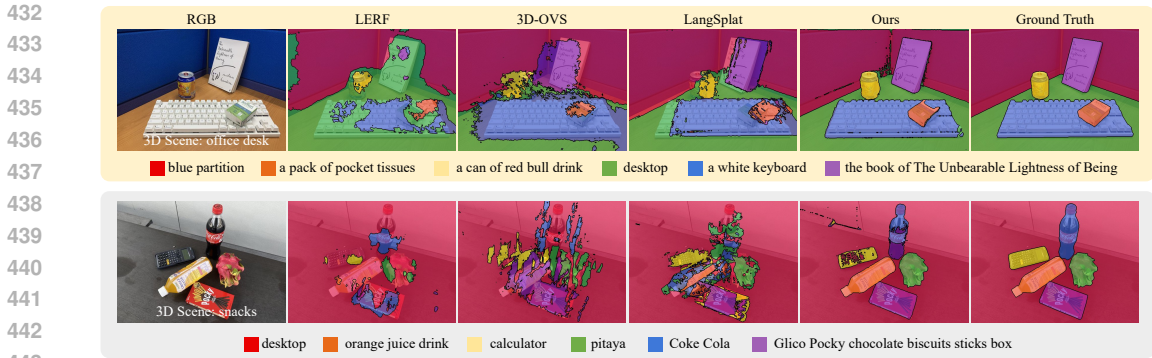 432
RGB LERF 3D-OVS LangSplat Ours Ground Truth
433
434
435
3D Scene: office desk
436
437
blue partition a pack of pocket tissues a can of red bull drink desktop a white keyboard the book of The Unbearable Lightness of Being
438
439
440
441
3D Scene: snacks
442
desktop orange juice drink calculator pitaya Coke Cola Glico Pocky chocolate biscuits sticks box